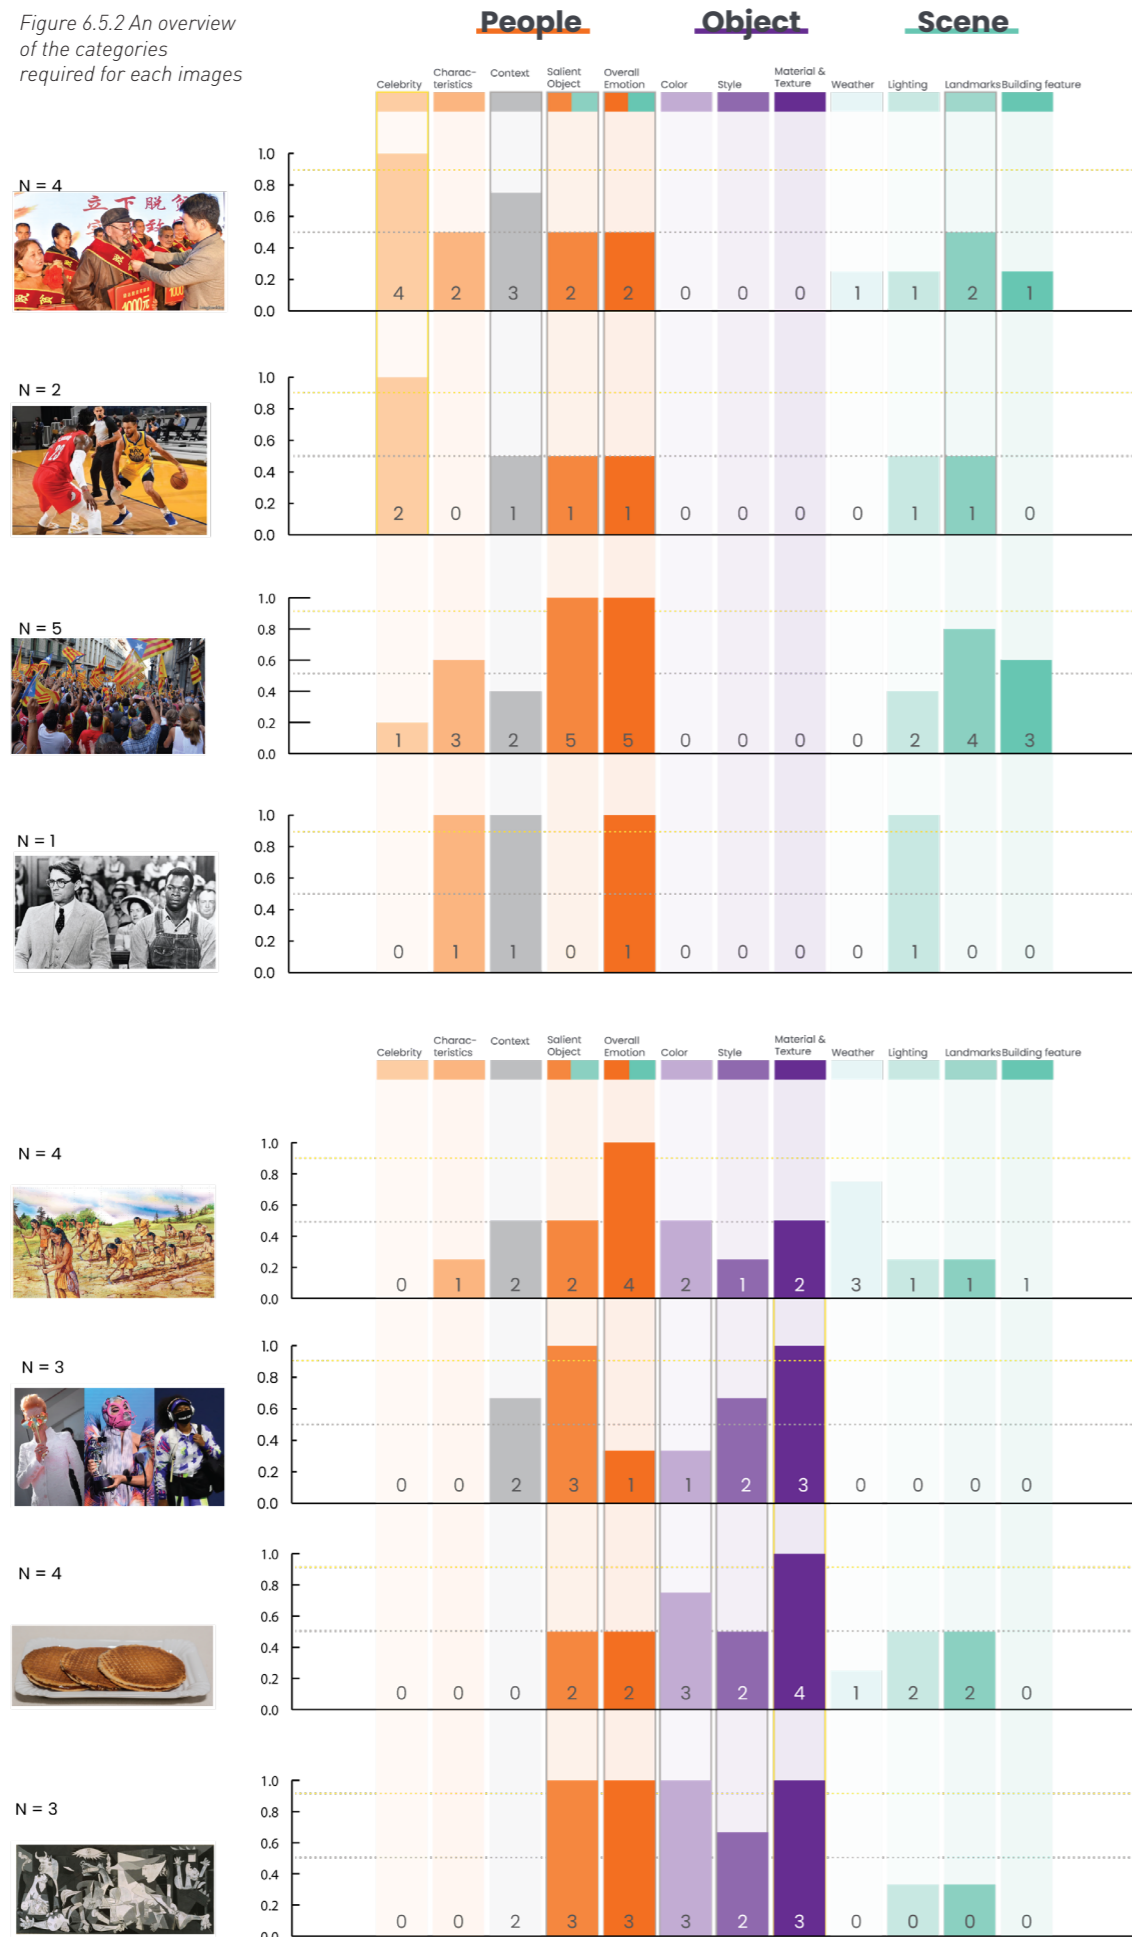 Figure 6.5.2 An overview
of the categories
required for each images
People Object Scene
Celebrity Charac-teristics Context Salient Object Overall Emotion Color Style Material & Texture Weather Lighting Landmarks Building feature
N = 4
立下脱贫
1000元
1.0
0.8
0.6
0.4
0.2
0.0
4 2 3 2 2 0 0 0 1 1 2 1
N = 2
1.0
0.8
0.6
0.4
0.2
0.0
2 0 1 1 1 0 0 0 0 1 1 0
N = 5
1.0
0.8
0.6
0.4
0.2
0.0
1 3 2 5 5 0 0 0 0 2 4 3
N = 1
1.0
0.8
0.6
0.4
0.2
0.0
0 1 1 0 1 0 0 0 0 1 0 0
Celebrity Charac-teristics Context Salient Object Overall Emotion Color Style Material & Texture Weather Lighting Landmarks Building feature
N = 4
1.0
0.8
0.6
0.4
0.2
0.0
0 1 2 2 4 2 1 2 3 1 1 1
N = 3
1.0
0.8
0.6
0.4
0.2
0.0
0 0 2 3 1 1 2 3 0 0 0 0
N = 4
1.0
0.8
0.6
0.4
0.2
0.0
0 0 0 2 2 3 2 4 1 2 2 0
N = 3
1.0
0.8
0.6
0.4
0.2
0.0
0 0 2 3 3 3 2 3 0 0 0 0